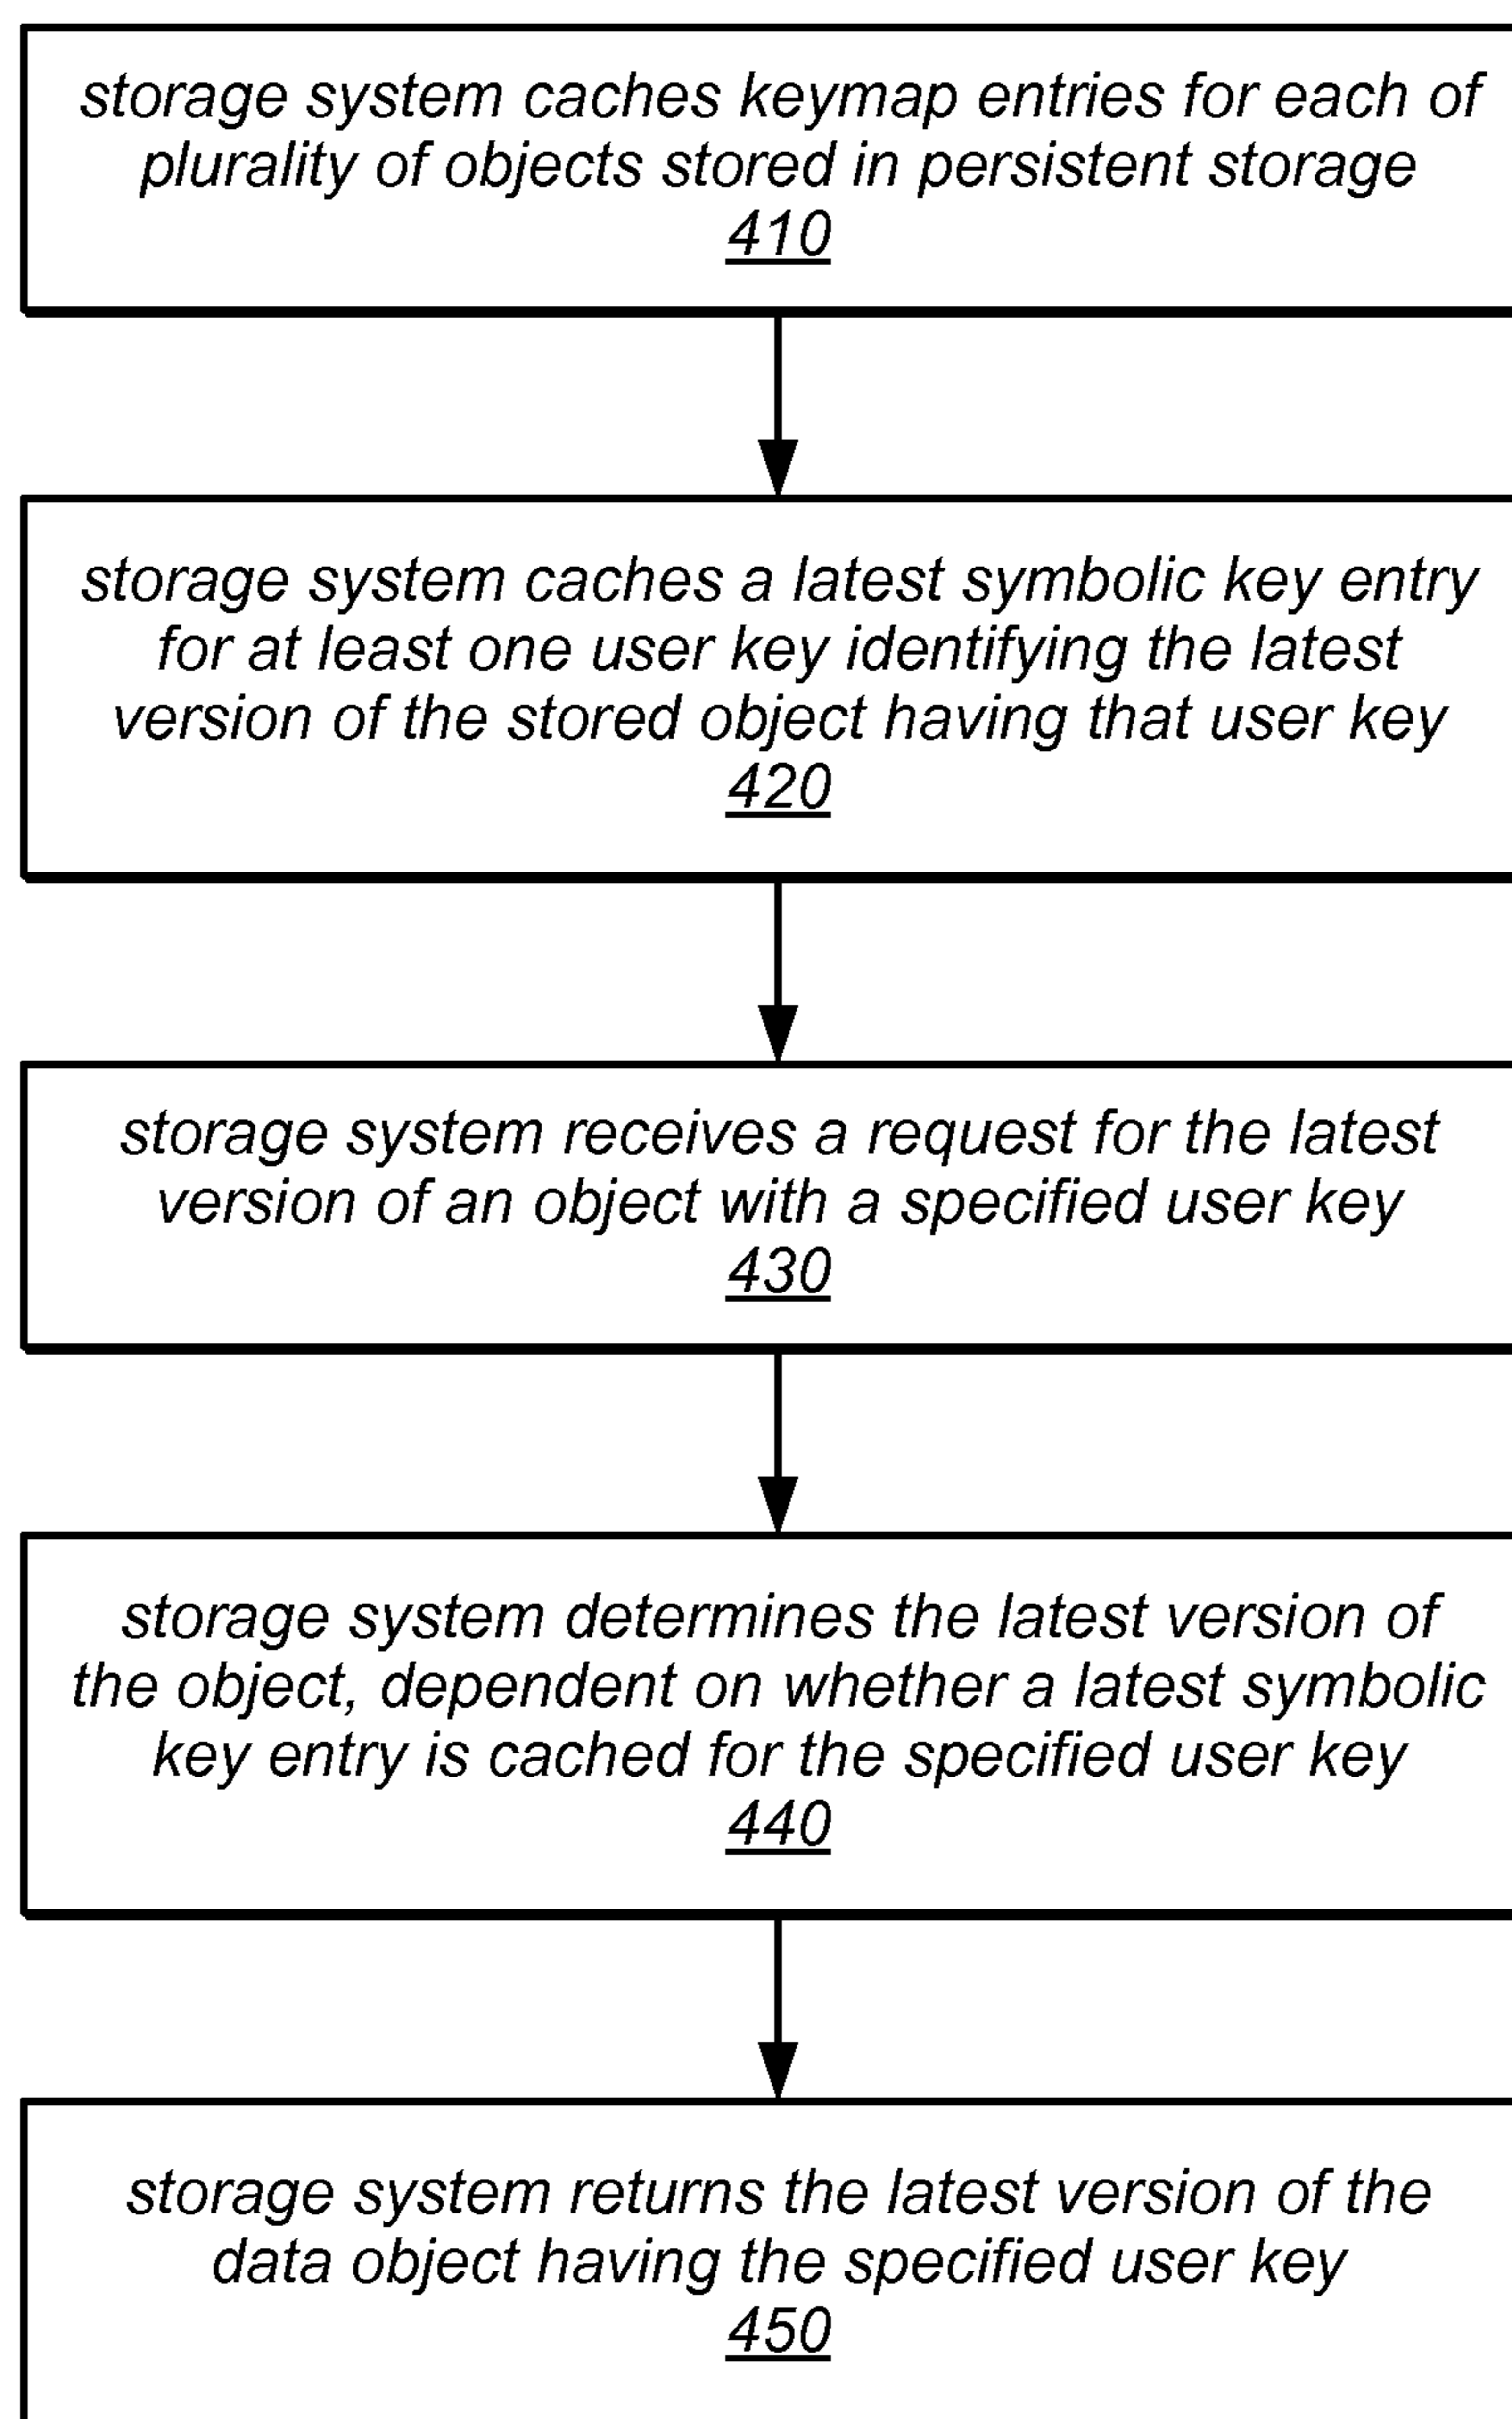 storage system caches keymap entries for each of
plurality of objects stored in persistent storage
410
storage system caches a latest symbolic key entry
for at least one user key identifying the latest
version of the stored object having that user key
420
storage system receives a request for the latest
version of an object with a specified user key
430
storage system determines the latest version of
the object, dependent on whether a latest symbolic
key entry is cached for the specified user key
440
storage system returns the latest version of the
data object having the specified user key
450